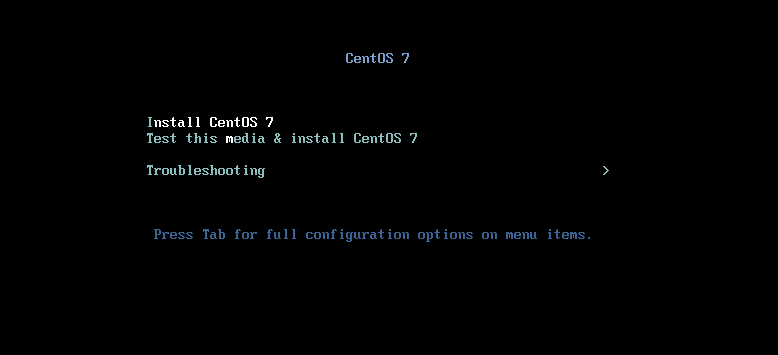 CentOS 7
Install CentOS 7
Test this media & install CentOS 7
Troubleshooting >
Press Tab for full configuration options on menu items.